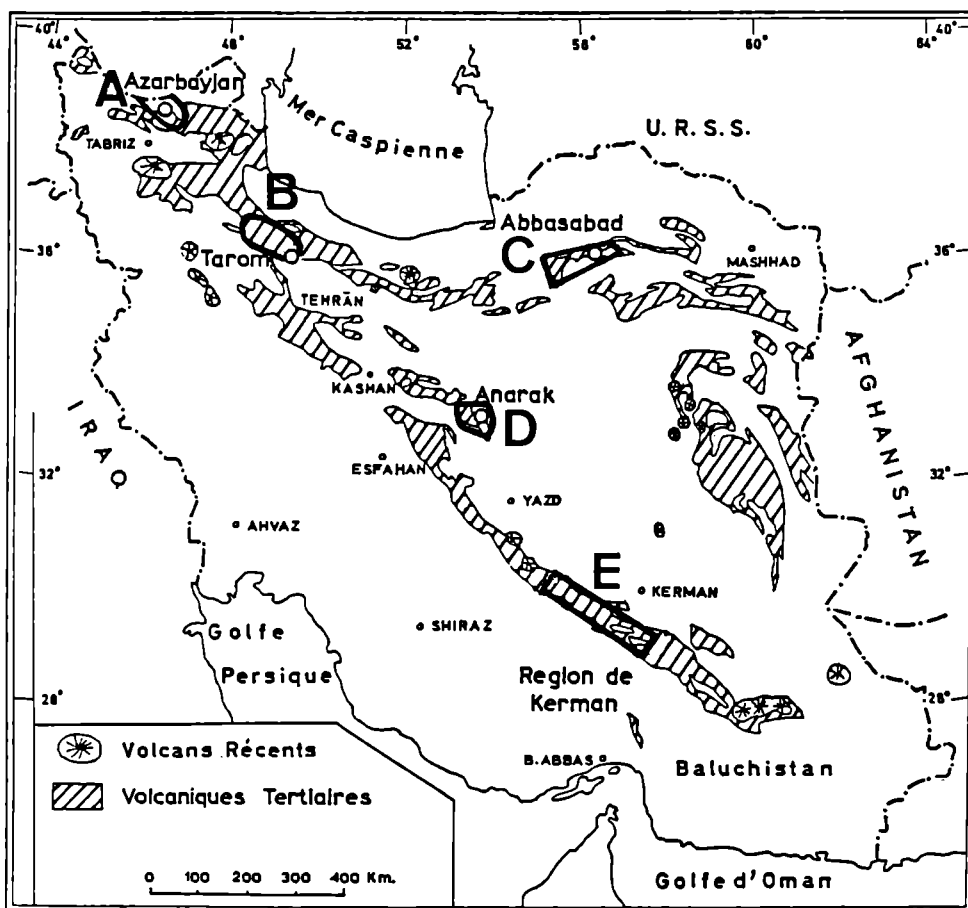 40° 44° 48° 52° 56° 60° 64° 40°
A Azarbayjan
TABRIZ
Mer Caspienne
U.R.S.S.
B
Tarom
Abbasabad
C
36° 36°
MASHHAD
TEHRĀN
KASHAN
Anarak
D
AFGHANISTAN
IRAQ
ESFAHAN
32° 32°
YAZD
AHVAZ
E
KERMAN
SHIRAZ
Golfe
Persique
Region de
Kerman
28° 28°
B.ABBAS
Baluchistan
Golfe d'Oman
Volcans Récents
Volcaniques Tertiaires
0 100 200 300 400 Km.